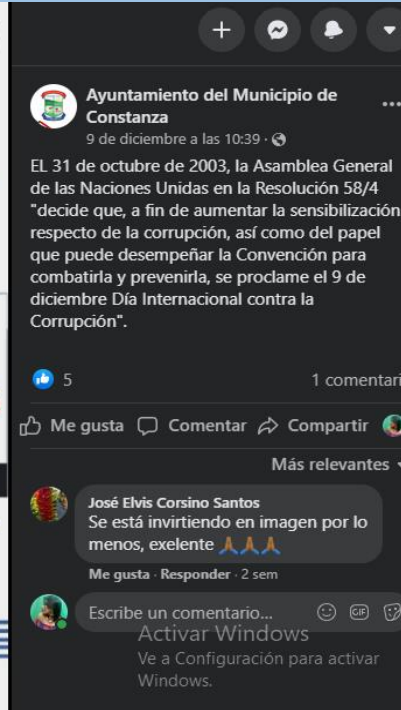 Ayuntamiento del Municipio de
Constanza
9 de diciembre a las 10:39 ·
EL 31 de octubre de 2003, la Asamblea General
de las Naciones Unidas en la Resolución 58/4
"decide que, a fin de aumentar la sensibilización
respecto de la corrupción, así como del papel
que puede desempeñar la Convención para
combatirla y prevenirla, se proclame el 9 de
diciembre Día Internacional contra la
Corrupción".
5
1 comentari
Me gusta Comentar Compartir
Más relevantes
José Elvis Corsino Santos
Se está invirtiendo en imagen por lo
menos, exelente 🙏🙏🙏
Me gusta · Responder · 2 sem
Escribe un comentario... GIF
Activar Windows
Ve a Configuración para activar
Windows.